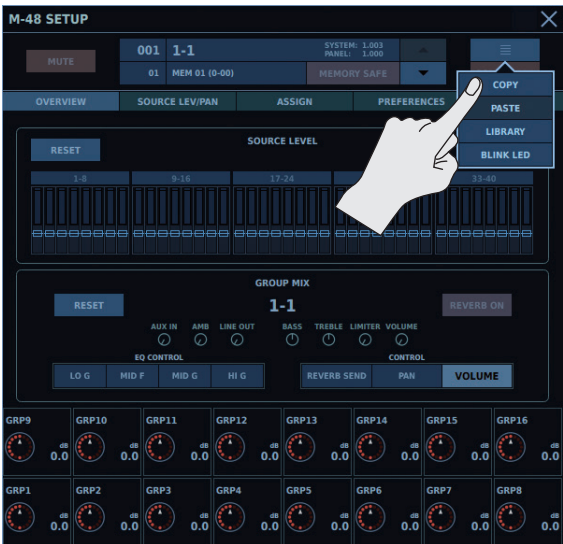 M-48 SETUP
MUTE
001 1-1
SYSTEM: 1.003
PANEL: 1.000
01 MEM 01 (0-00)
MEMORY SAFE
COPY
PASTE
LIBRARY
BLINK LED
OVERVIEW SOURCE LEV/PAN ASSIGN PREFERENCES
SOURCE LEVEL
RESET
1-8 9-16 17-24 33-40
GROUP MIX
RESET 1-1 REVERB ON
AUX IN AMB LINE OUT BASS TREBLE LIMITER VOLUME
EQ CONTROL CONTROL
LO G MID F MID G HI G REVERB SEND PAN VOLUME
GRP9 GRP10 GRP11 GRP12 GRP13 GRP14 GRP15 GRP16
dB dB dB dB dB dB dB dB
0.0 0.0 0.0 0.0 0.0 0.0 0.0 0.0
GRP1 GRP2 GRP3 GRP4 GRP5 GRP6 GRP7 GRP8
dB dB dB dB dB dB dB dB
0.0 0.0 0.0 0.0 0.0 0.0 0.0 0.0